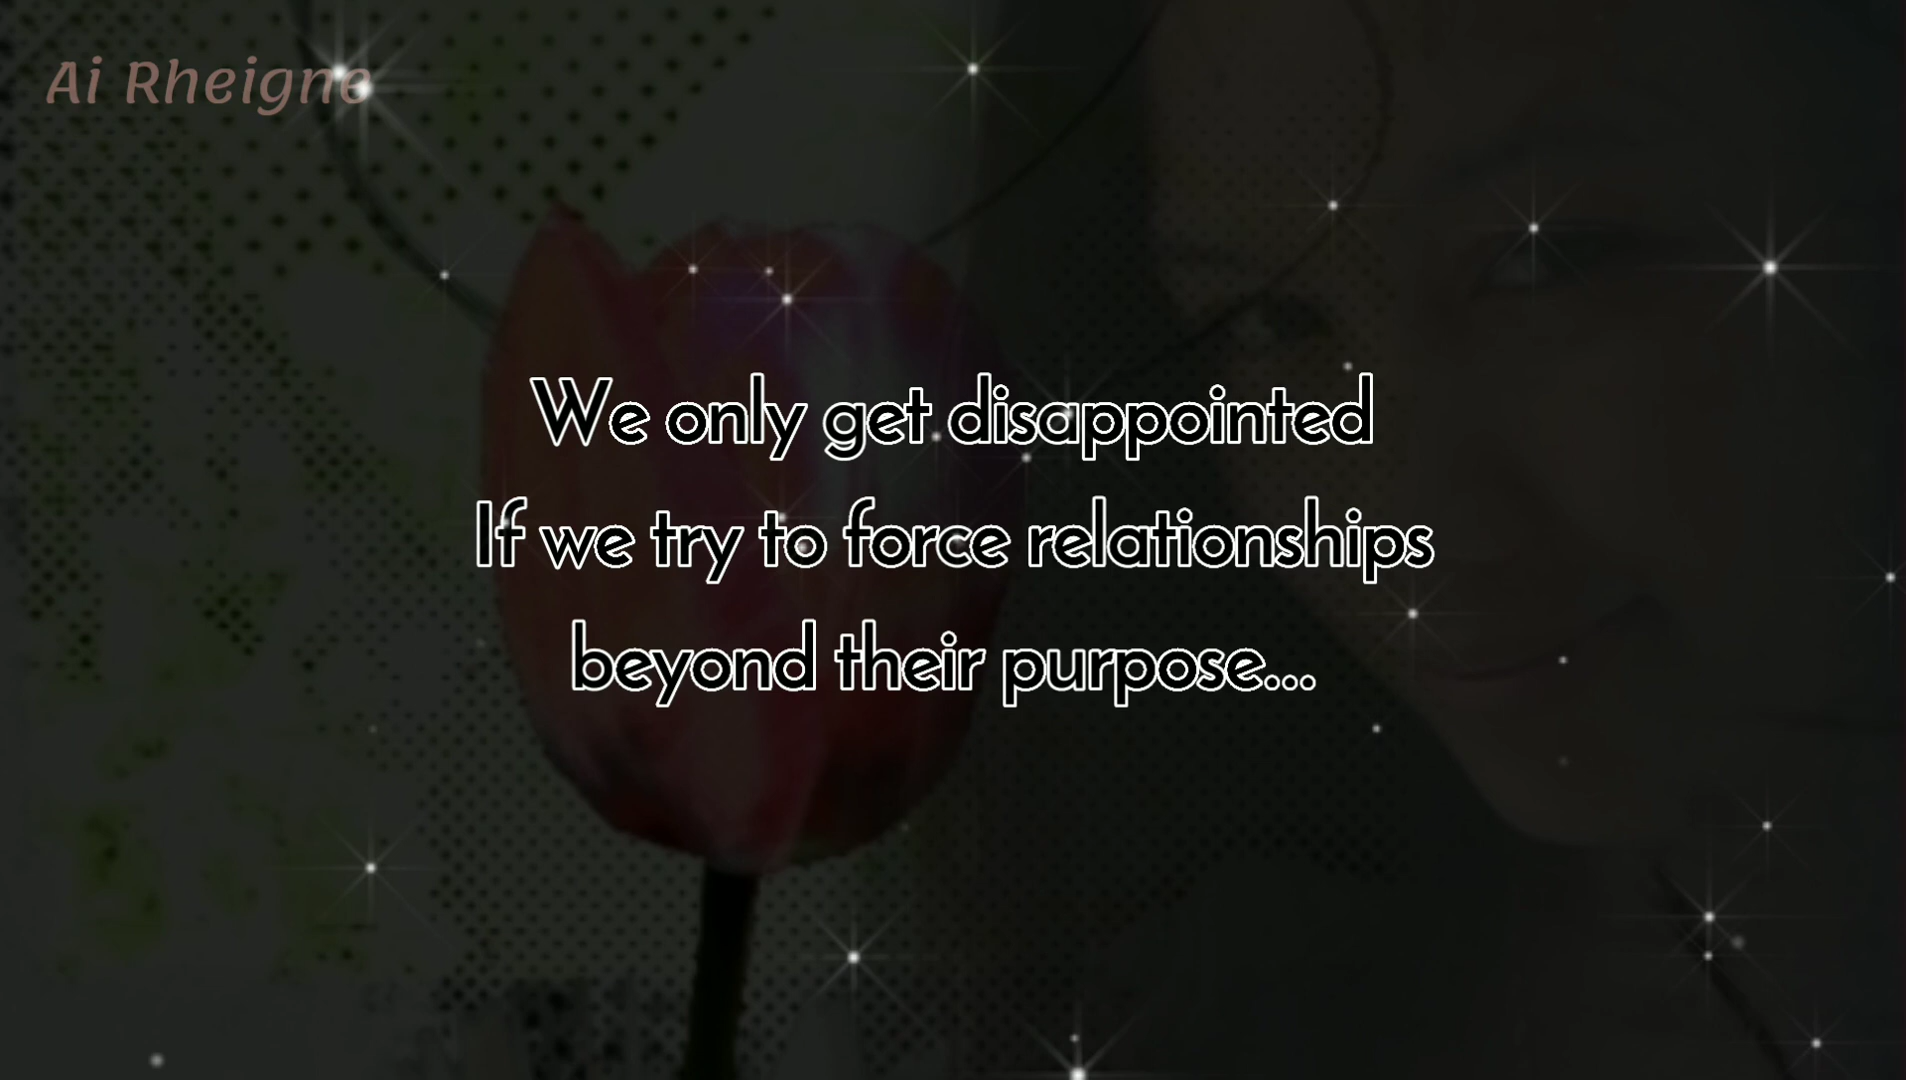 Ai Rheigne
We only get disappointed
If we try to force relationships
beyond their purpose...